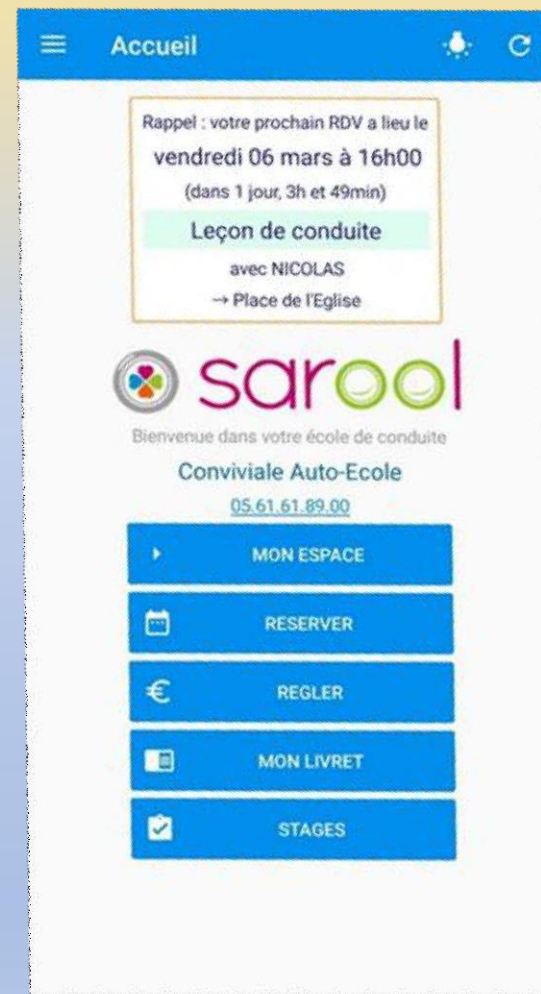 Accueil
Rappel : votre prochain RDV a lieu le
vendredi 06 mars à 16h00
(dans 1 jour, 3h et 49min)
Leçon de conduite
avec NICOLAS
→ Place de l'Eglise
sarool
Bienvenue dans votre école de conduite
Conviviale Auto-Ecole
05.61.61.89.00
MON ESPACE
RESERVER
€ REGLER
MON LIVRET
STAGES